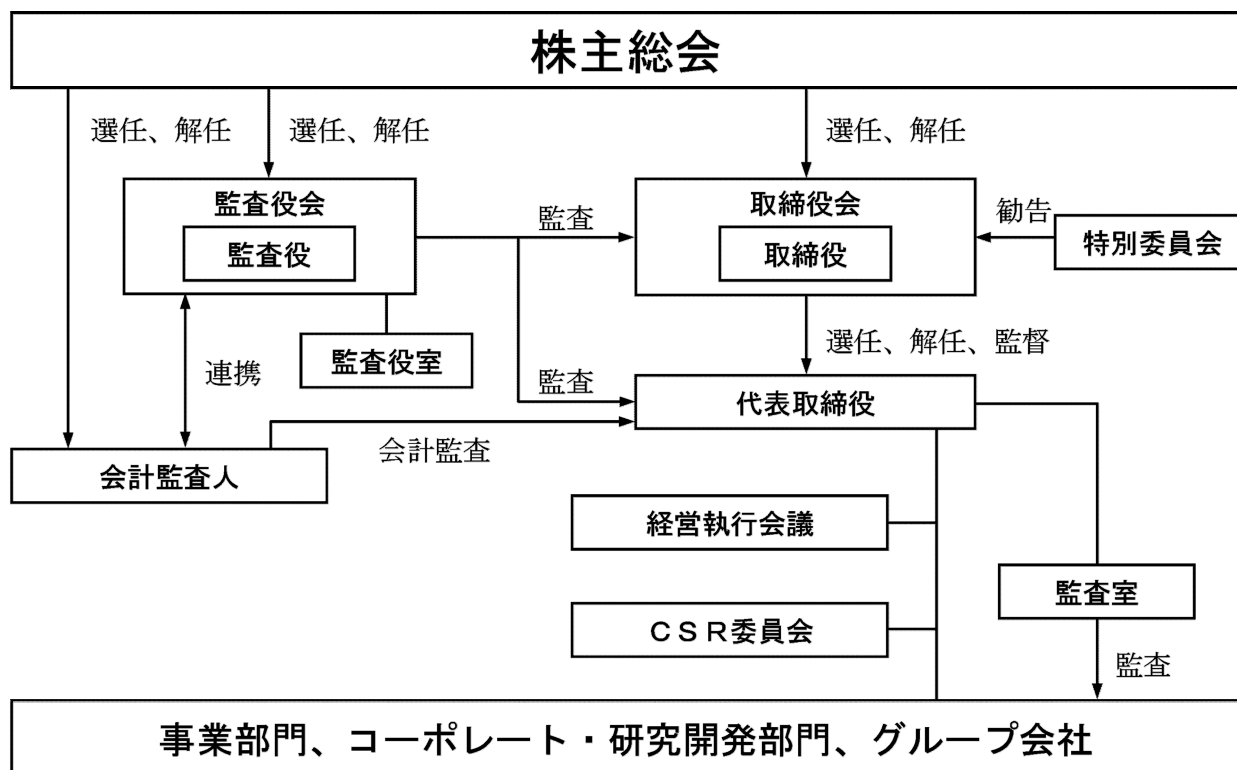 株主総会
選任、解任
選任、解任
選任、解任
監査役会
監査役
監査
取締役会
取締役
勧告
特別委員会
監査役室
連携
選任、解任、監督
監査
代表取締役
会計監査
会計監査人
経営執行会議
監査室
CSR委員会
監査
事業部門、コーポレート・研究開発部門、グループ会社